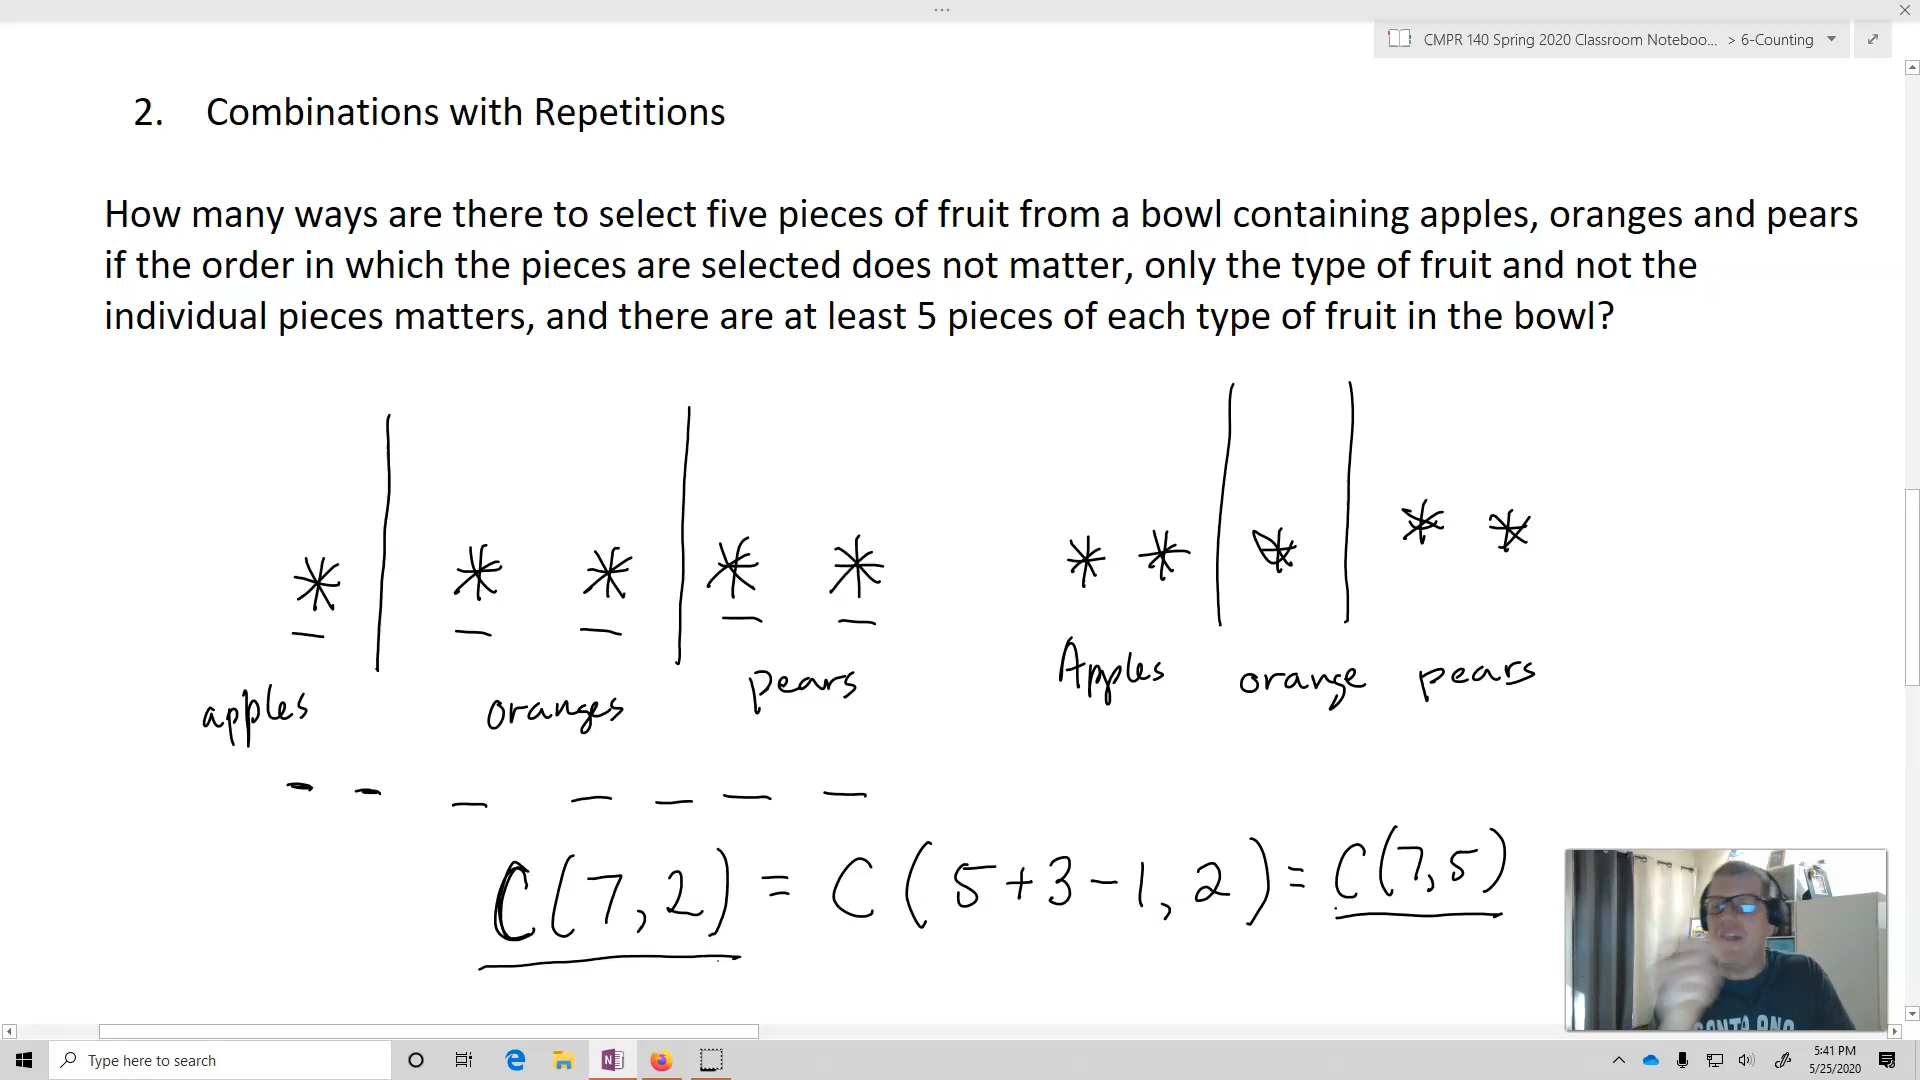 CMPR 140 Spring 2020 Classroom Noteboo... > 6-Counting
2. Combinations with Repetitions
How many ways are there to select five pieces of fruit from a bowl containing apples, oranges and pears
if the order in which the pieces are selected does not matter, only the type of fruit and not the
individual pieces matters, and there are at least 5 pieces of each type of fruit in the bowl?
* | * * | * *
* * | * | * *
apples oranges pears
Apples orange pears
C(7,2) = C(5+3-1,2) = C(7,5)
Type here to search
5:41 PM
5/25/2020